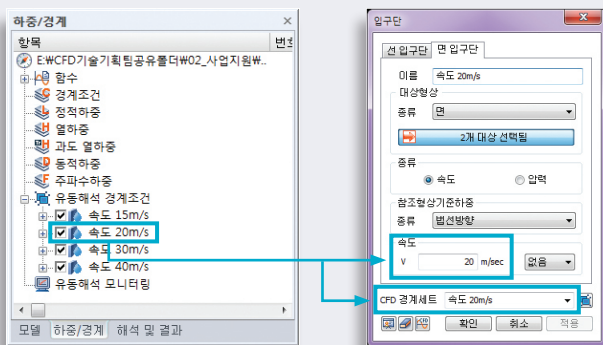 하중/경계
항목 번호
E:₩CFD기술기획팀공유폴더₩02_사업지원₩..
함수
경계조건
정적하중
열하중
과도 열하중
동적하중
주파수하중
유동해석 경계조건
속도 15m/s
속도 20m/s
속도 30m/s
속도 40m/s
유동해석 모니터링
모델 하중/경계 해석 및 결과
입구단
선 입구단 면 입구단
이름 속도 20m/s
대상형상
종류 면
2개 대상 선택됨
종류
속도 압력
참조형상기준하중
종류 법선방향
속도
V 20 m/sec 없음
CFD 경계세트 속도 20m/s
확인 취소 적용